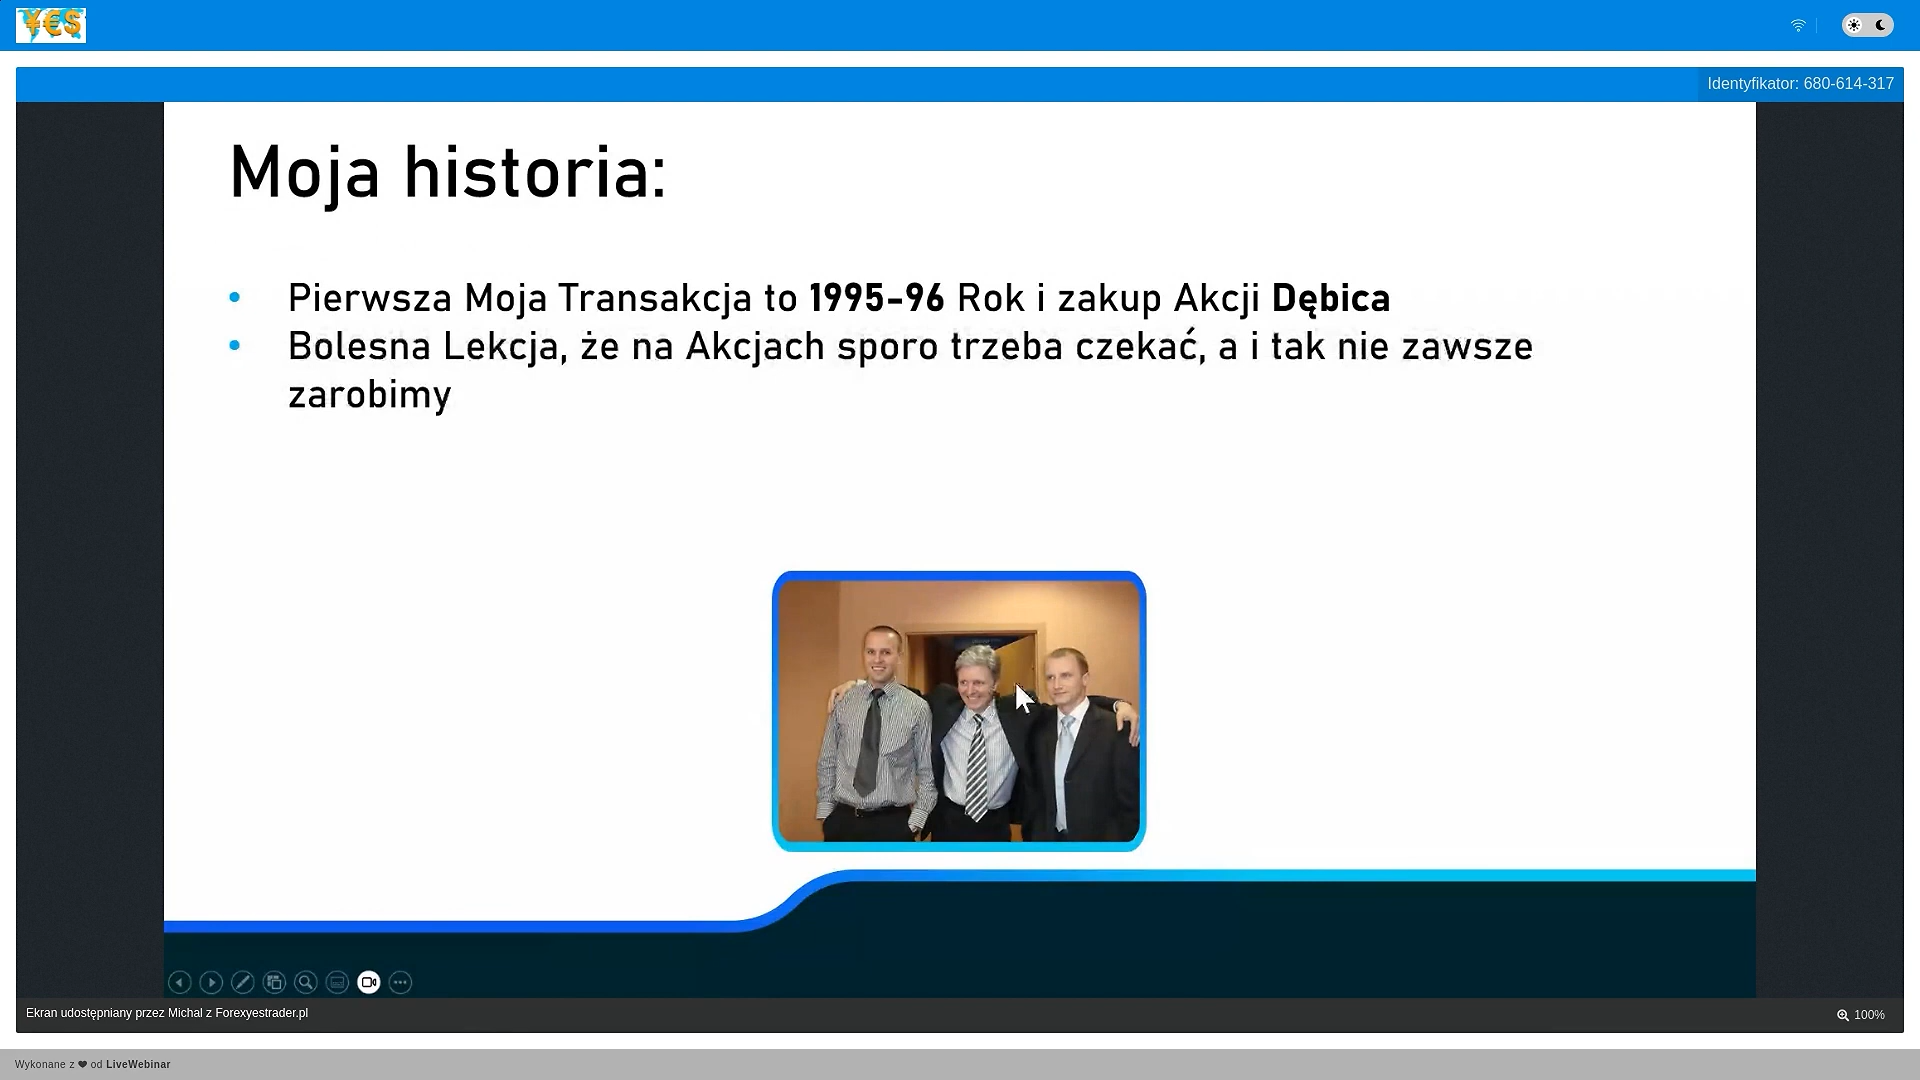 ¥€$
Identyfikator: 680-614-317
Moja historia:
• Pierwsza Moja Transakcja to 1995-96 Rok i zakup Akcji Dębica
• Bolesna Lekcja, że na Akcjach sporo trzeba czekać, a i tak nie zawsze
zarobimy
Ekran udostępniany przez Michal z Forexyestrader.pl
100%
Wykonane z ❤ od LiveWebinar